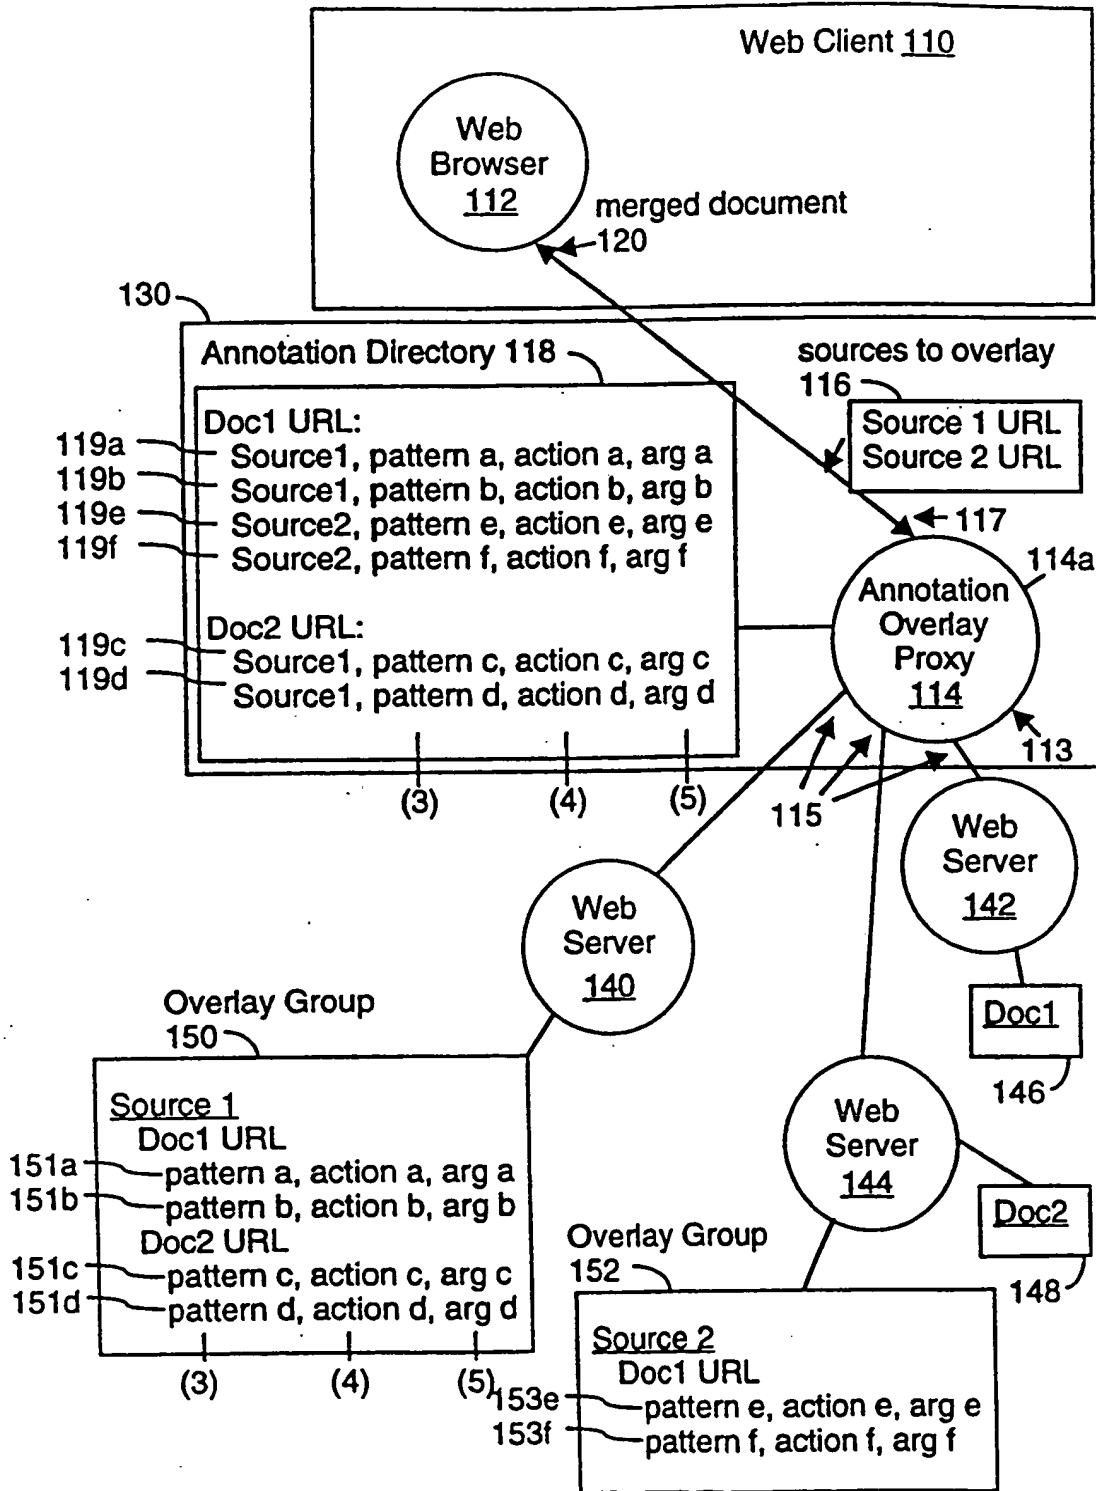 Web Client 110
Web
Browser
112
merged document
120
130
Annotation Directory 118
sources to overlay
116
Source 1 URL
Source 2 URL
Doc1 URL:
119a Source1, pattern a, action a, arg a
119b Source1, pattern b, action b, arg b
119e Source2, pattern e, action e, arg e
119f Source2, pattern f, action f, arg f
Doc2 URL:
119c Source1, pattern c, action c, arg c
119d Source1, pattern d, action d, arg d
(3) (4) (5)
117
114a
Annotation
Overlay
Proxy
114
113
115
Web
Server
142
Doc1
146
Web
Server
140
Overlay Group
150
Source 1
Doc1 URL
151a pattern a, action a, arg a
151b pattern b, action b, arg b
Doc2 URL
151c pattern c, action c, arg c
151d pattern d, action d, arg d
(3) (4) (5)
Web
Server
144
Doc2
148
Overlay Group
152
Source 2
Doc1 URL
153e pattern e, action e, arg e
153f pattern f, action f, arg f